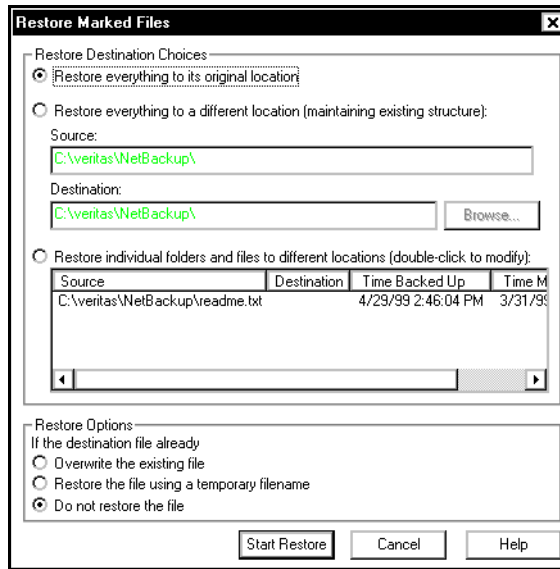 Restore Marked Files
Restore Destination Choices
Restore everything to its original location
Restore everything to a different location (maintaining existing structure):
Source:
C:\veritas\NetBackup\
Destination:
C:\veritas\NetBackup\
Browse...
Restore individual folders and files to different locations (double-click to modify):
Source Destination Time Backed Up Time M
C:\veritas\NetBackup\readme.txt 4/29/99 2:46:04 PM 3/31/99
Restore Options
If the destination file already
Overwrite the existing file
Restore the file using a temporary filename
Do not restore the file
Start Restore Cancel Help